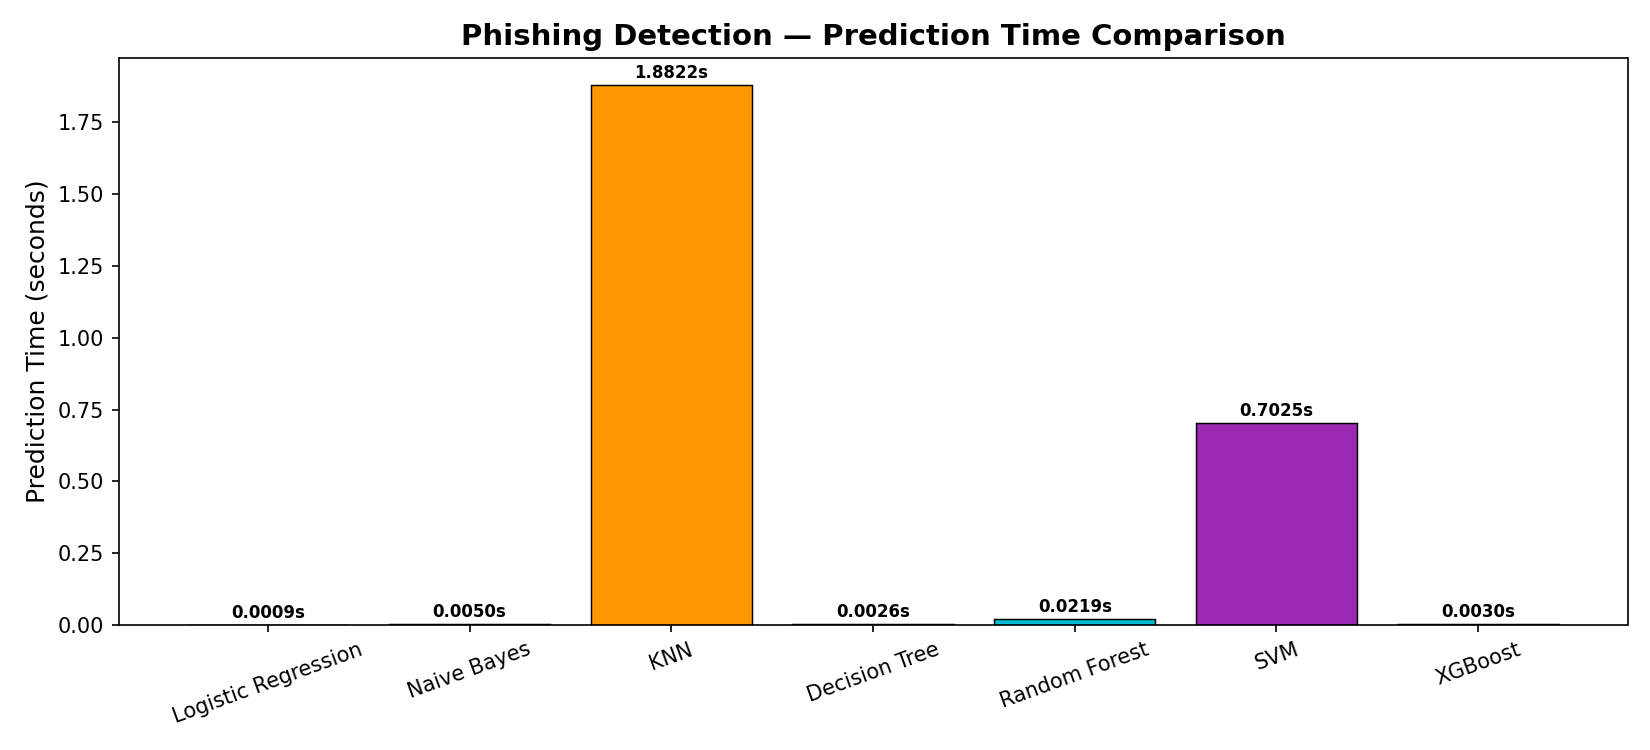 Phishing Detection — Prediction Time Comparison
Prediction Time (seconds)
1.75
1.50
1.25
1.00
0.75
0.50
0.25
0.00
0.0009s
0.0050s
1.8822s
0.0026s
0.0219s
0.7025s
0.0030s
Logistic Regression
Naive Bayes
KNN
Decision Tree
Random Forest
SVM
XGBoost